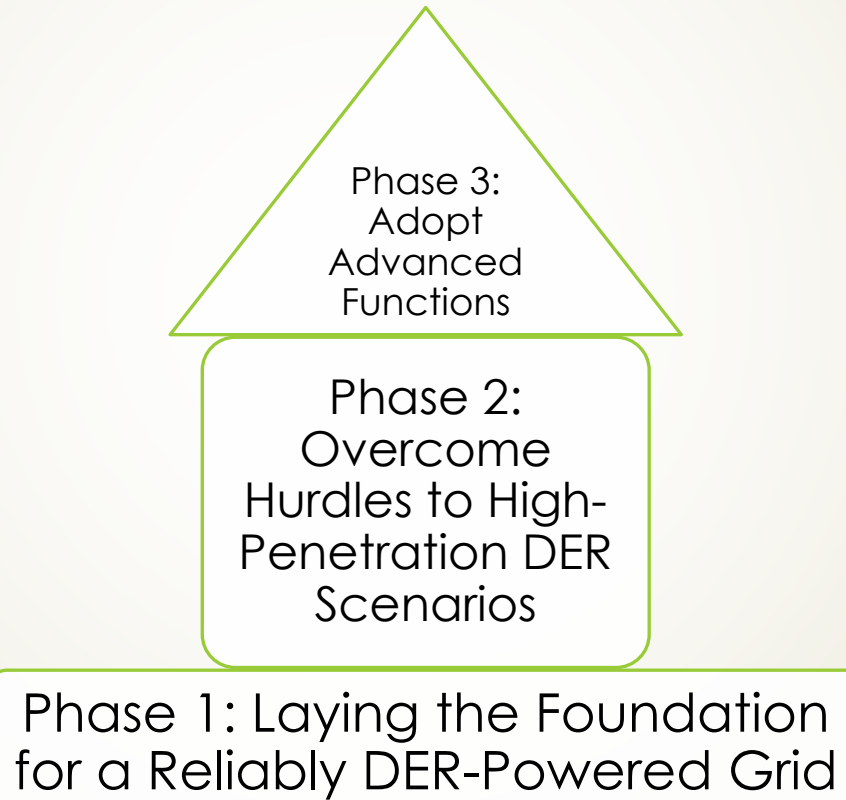 Phase 3:
Adopt
Advanced
Functions
Phase 2:
Overcome
Hurdles to High-
Penetration DER
Scenarios
Phase 1: Laying the Foundation
for a Reliably DER-Powered Grid